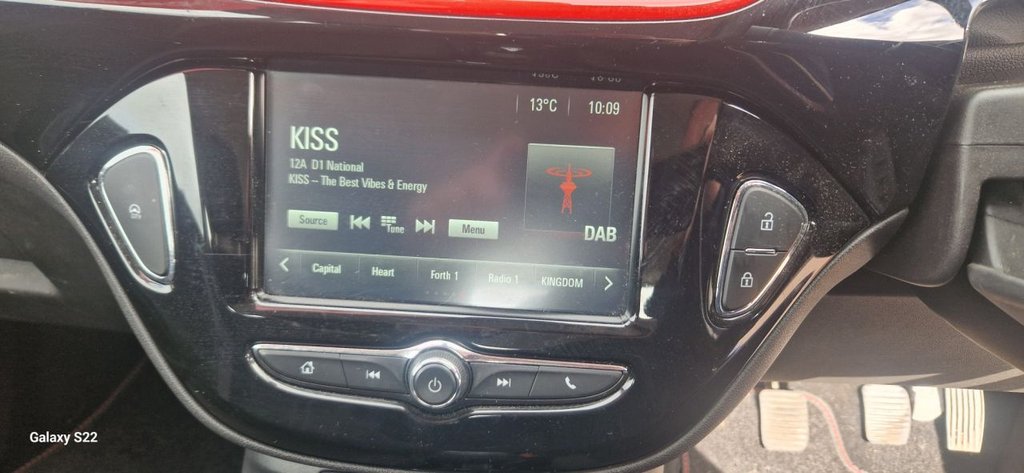 13°C 10:09
KISS
12A D1 National
KISS – The Best Vibes & Energy
Source Tune Menu
DAB
Capital Heart Forth 1 Radio 1 KINGDOM
Galaxy S22